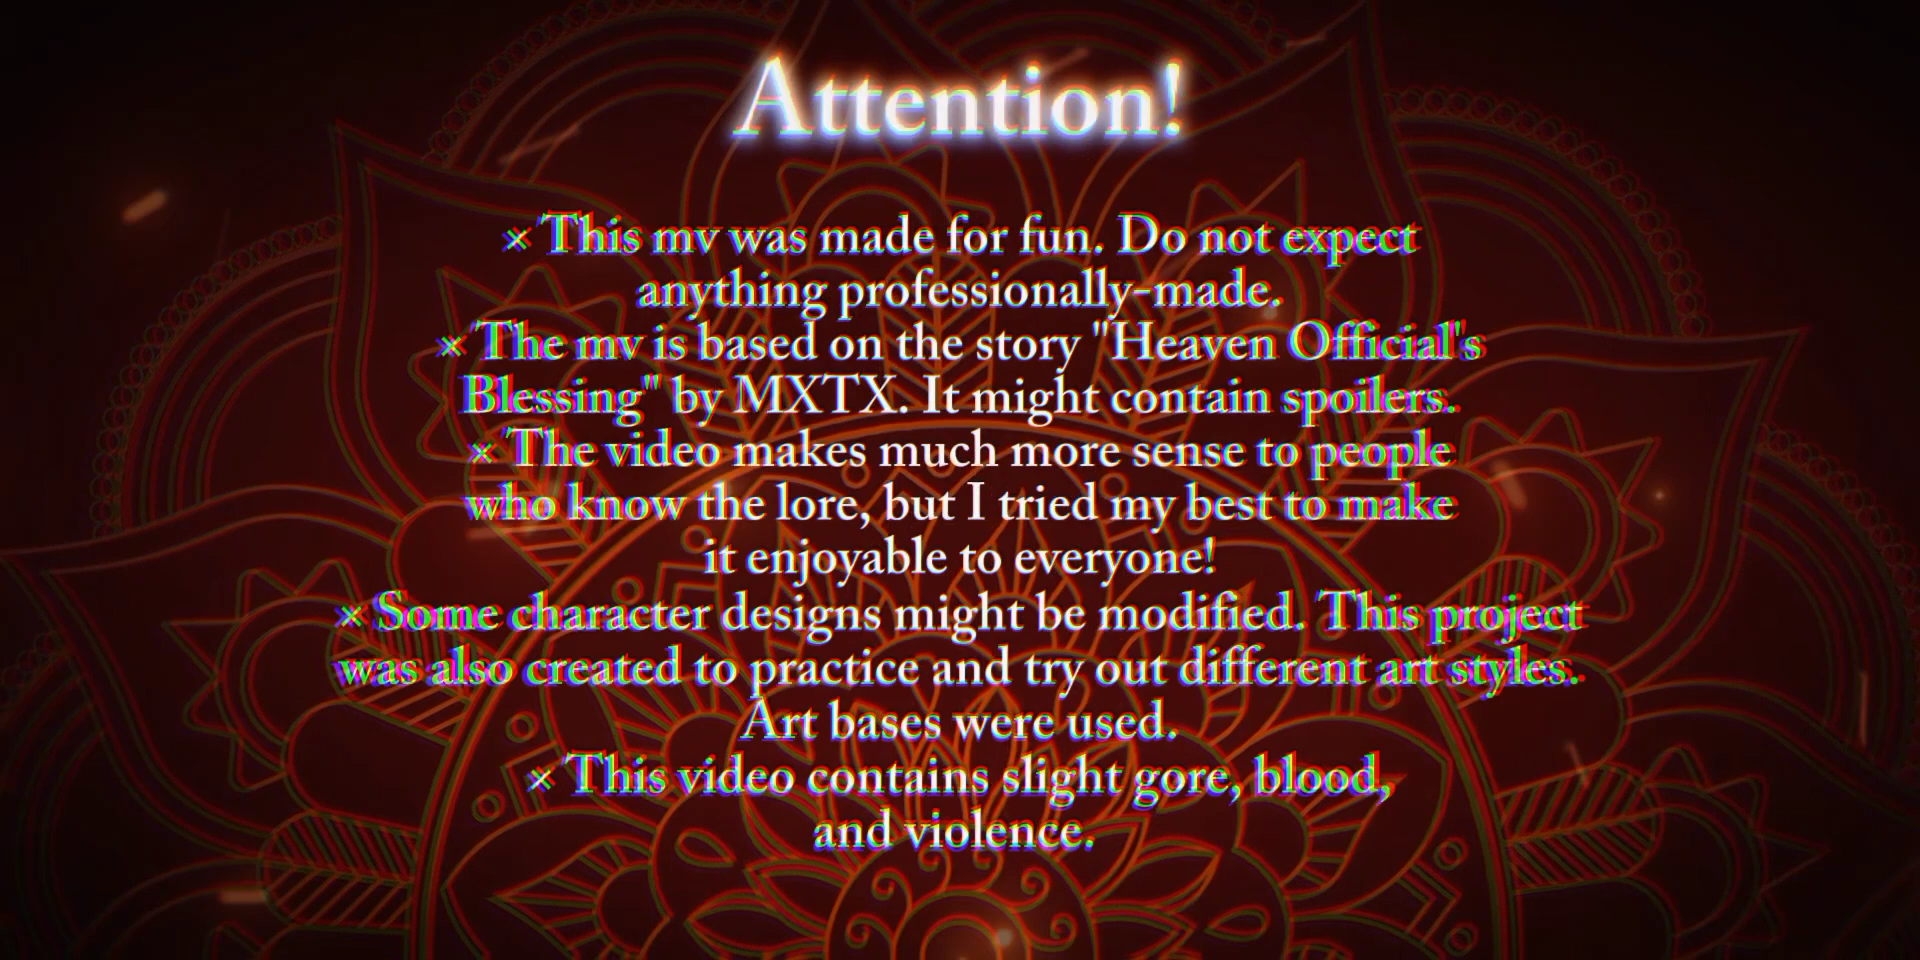 Attention!
× This mv was made for fun. Do not expect
anything professionally-made.
× The mv is based on the story "Heaven Official's
Blessing" by MXTX. It might contain spoilers.
× The video makes much more sense to people
who know the lore, but I tried my best to make
it enjoyable to everyone!
× Some character designs might be modified. This project
was also created to practice and try out different art styles.
Art bases were used.
× This video contains slight gore, blood,
and violence.